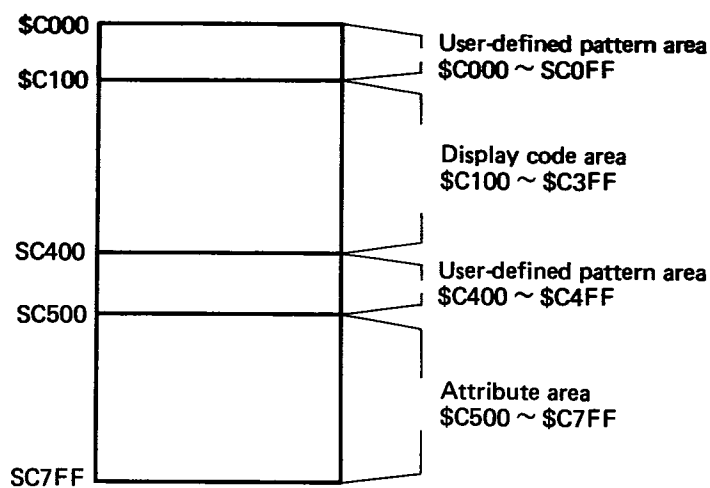 $C000
User-defined pattern area
$C000 ~ SC0FF
$C100
Display code area
$C100 ~ $C3FF
SC400
User-defined pattern area
$C400 ~ $C4FF
SC500
Attribute area
$C500 ~ $C7FF
SC7FF